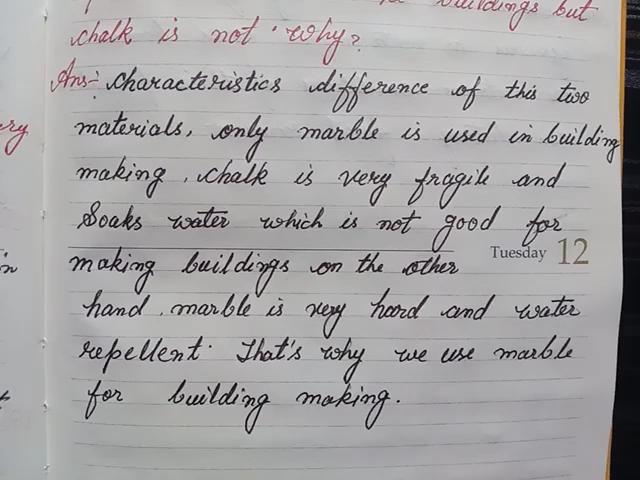 buildings but
chalk is not. why?
Ans:- characteristics difference of this two
materials, only marble is used in building
making. chalk is very fragile and
Soaks water which is not good for
Tuesday 12
making buildings on the other
hand. marble is very hard and water
repellent. That's why we use marble
for building making.